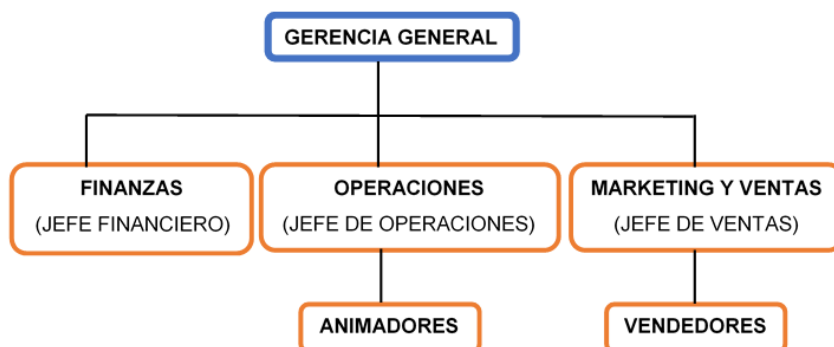 GERENCIA GENERAL
FINANZAS
(JEFE FINANCIERO)
OPERACIONES
(JEFE DE OPERACIONES)
MARKETING Y VENTAS
(JEFE DE VENTAS)
ANIMADORES
VENDEDORES